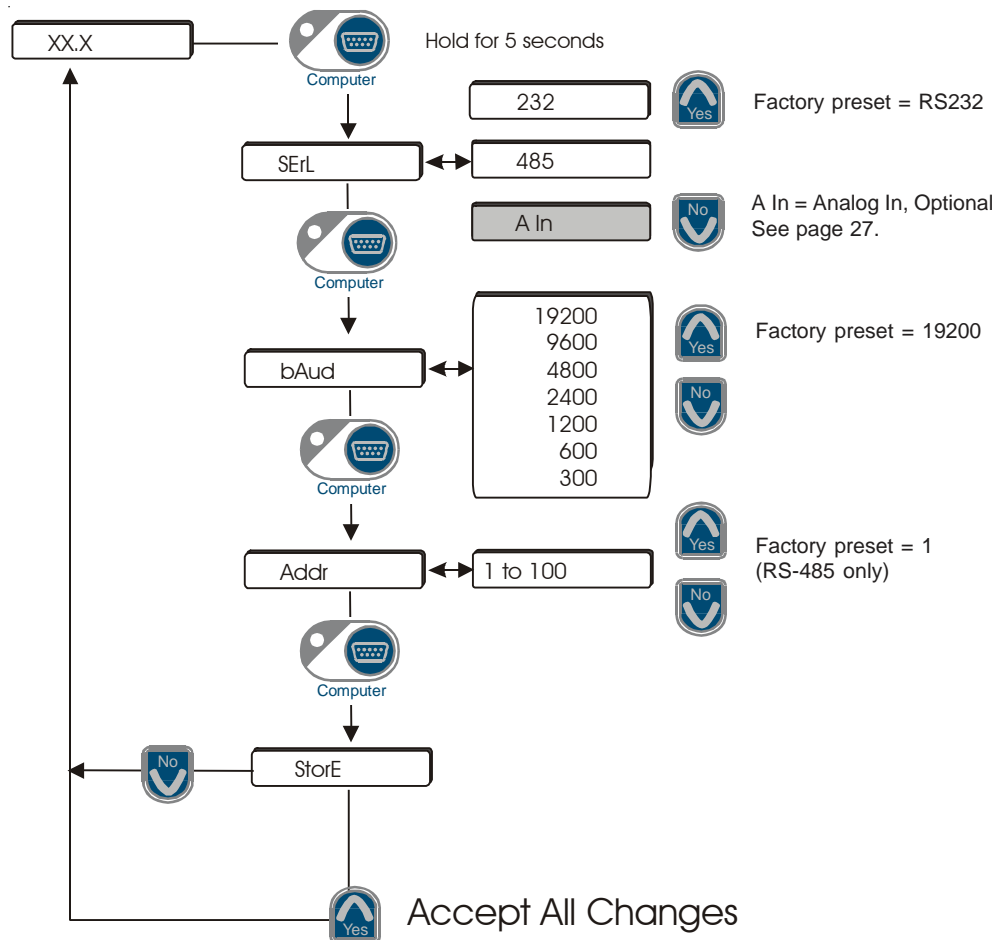 XX.X
Computer
Hold for 5 seconds
232
Yes
Factory preset = RS232
SErL
485
A In
No
A In = Analog In, Optional
See page 27.
Computer
19200
9600
4800
2400
1200
600
300
Yes
Factory preset = 19200
bAud
No
Computer
Yes
Factory preset = 1
(RS-485 only)
Addr
1 to 100
No
Computer
No
StorE
Yes
Accept All Changes